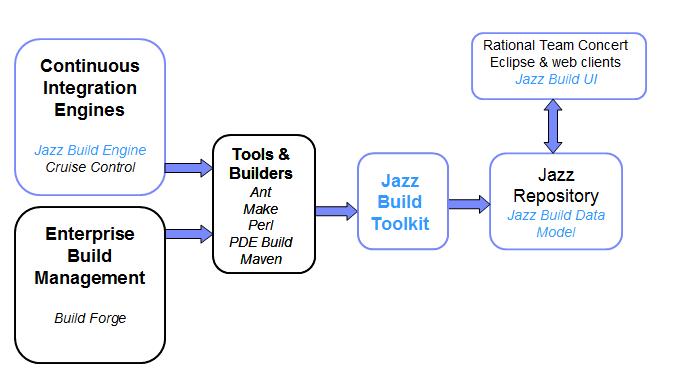 Continuous
Integration
Engines
Jazz Build Engine
Cruise Control
Enterprise
Build
Management
Build Forge
Tools &
Builders
Ant
Make
Perl
PDE Build
Maven
Jazz
Build
Toolkit
Rational Team Concert
Eclipse & web clients
Jazz Build UI
Jazz
Repository
Jazz Build Data
Model